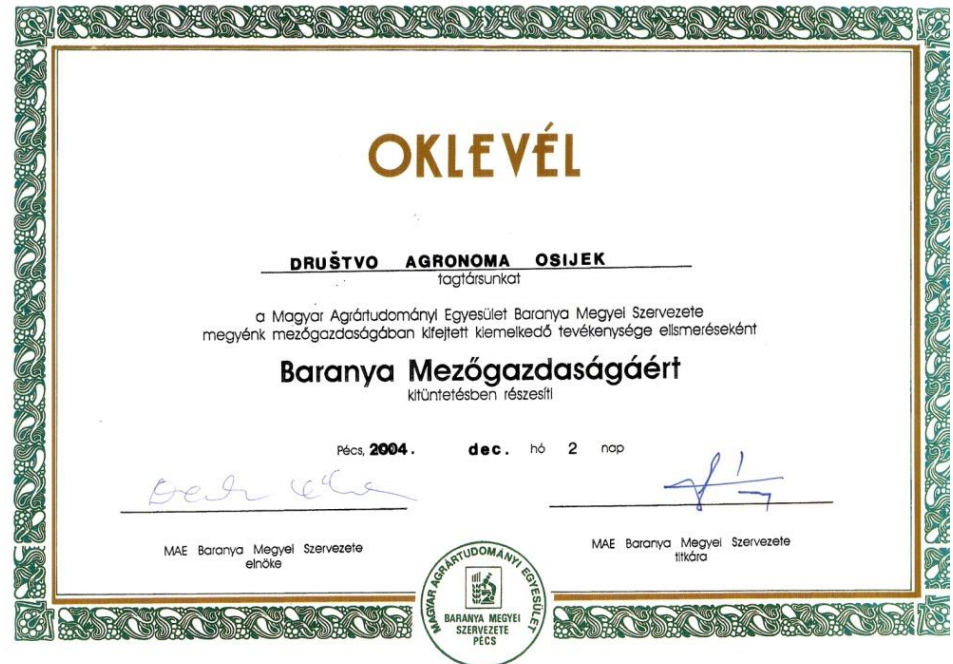 OKLEVÉL
DRUŠTVO AGRONOMA OSIJEK
tagtársunkat
a Magyar Agrártudományi Egyesület Baranya Megyei Szervezete
megyénk mezőgazdaságában kifejtett kiemelkedő tevékenysége elismeréseként
Baranya Mezőgazdaságáért
kitüntetésben részesíti
Pécs, 2004. dec. hó 2 nap
MAE Baranya Megyei Szervezete
elnöke
MAE Baranya Megyei Szervezete
titkára
MAGYAR AGRÁRTUDOMÁNYI EGYESÜLET
BARANYA MEGYEI
SZERVEZETE
PÉCS